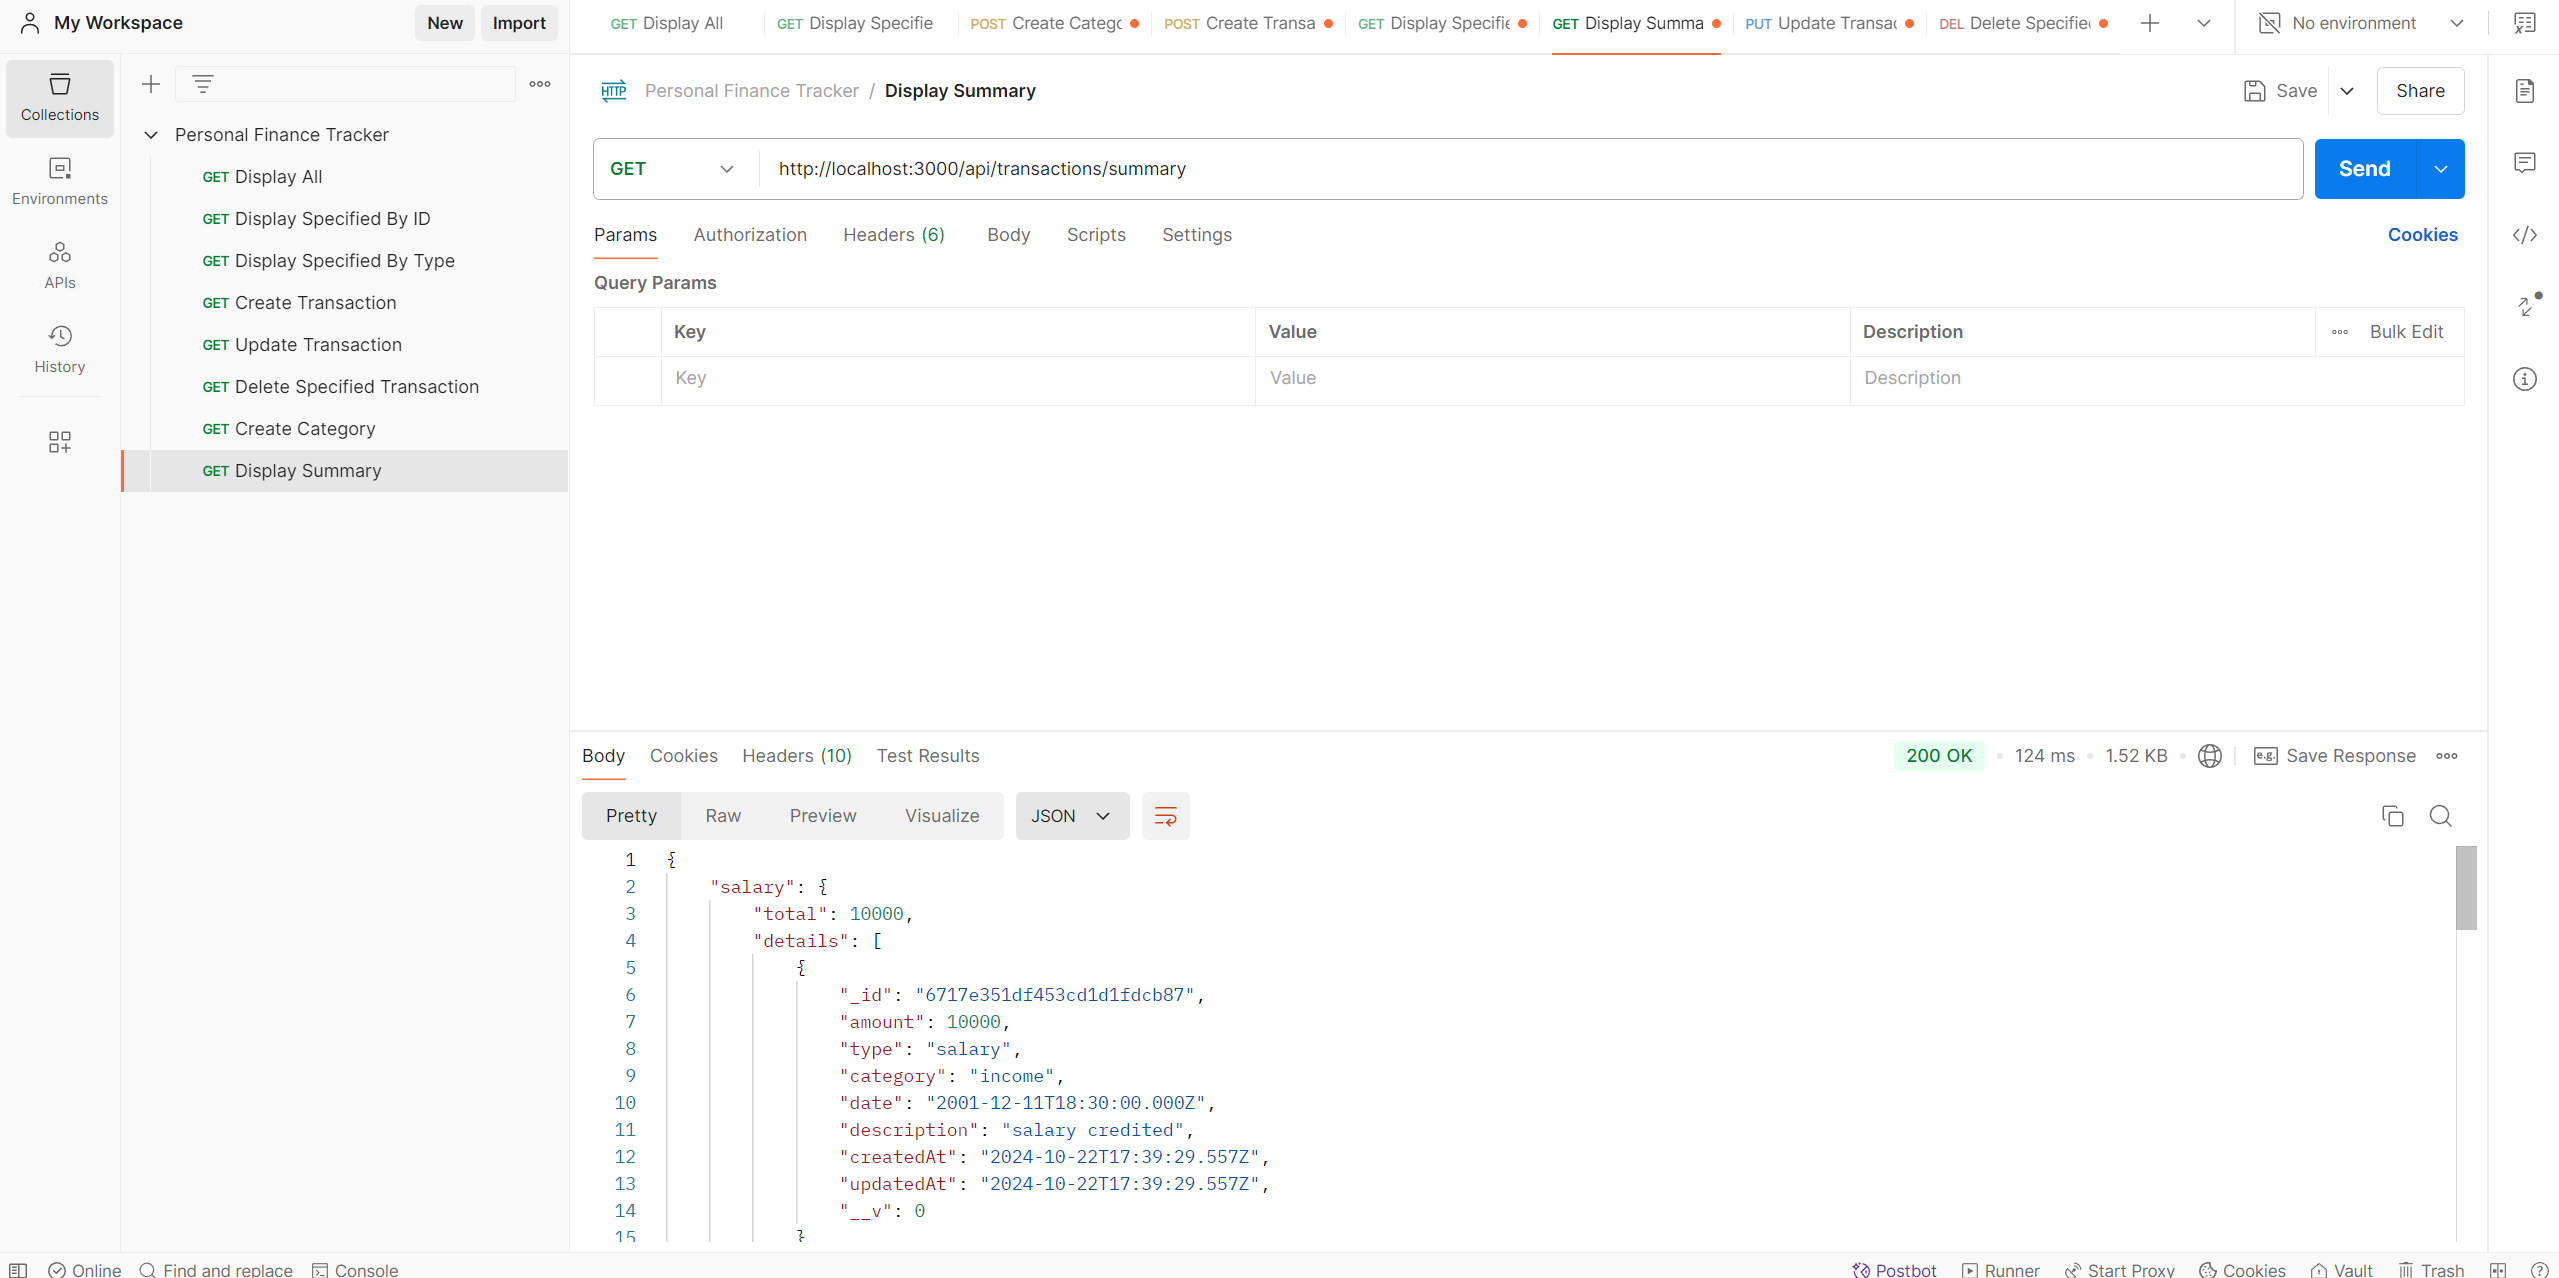 My Workspace
New
Import
GET Display All
GET Display Specifie
POST Create Categ
POST Create Transa
GET Display Specifi
GET Display Summa
PUT Update Transa
DEL Delete Specifie
No environment
Collections
Environments
APIs
History
Personal Finance Tracker
GET Display All
GET Display Specified By ID
GET Display Specified By Type
GET Create Transaction
GET Update Transaction
GET Delete Specified Transaction
GET Create Category
GET Display Summary
HTTP Personal Finance Tracker / Display Summary
Save
Share
GET http://localhost:3000/api/transactions/summary
Send
Params Authorization Headers (6) Body Scripts Settings Cookies
Query Params
Key Value Description Bulk Edit
Key Value Description
Body Cookies Headers (10) Test Results 200 OK 124 ms 1.52 KB e.g. Save Response
Pretty Raw Preview Visualize JSON
1 {
2 "salary": {
3 "total": 10000,
4 "details": [
5 {
6 "_id": "6717e351df453cd1d1fdcb87",
7 "amount": 10000,
8 "type": "salary",
9 "category": "income",
10 "date": "2001-12-11T18:30:00.000Z",
11 "description": "salary credited",
12 "createdAt": "2024-10-22T17:39:29.557Z",
13 "updatedAt": "2024-10-22T17:39:29.557Z",
14 "__v": 0
15 }
Online Find and replace Console Postbot Runner Start Proxy Cookies Vault Trash